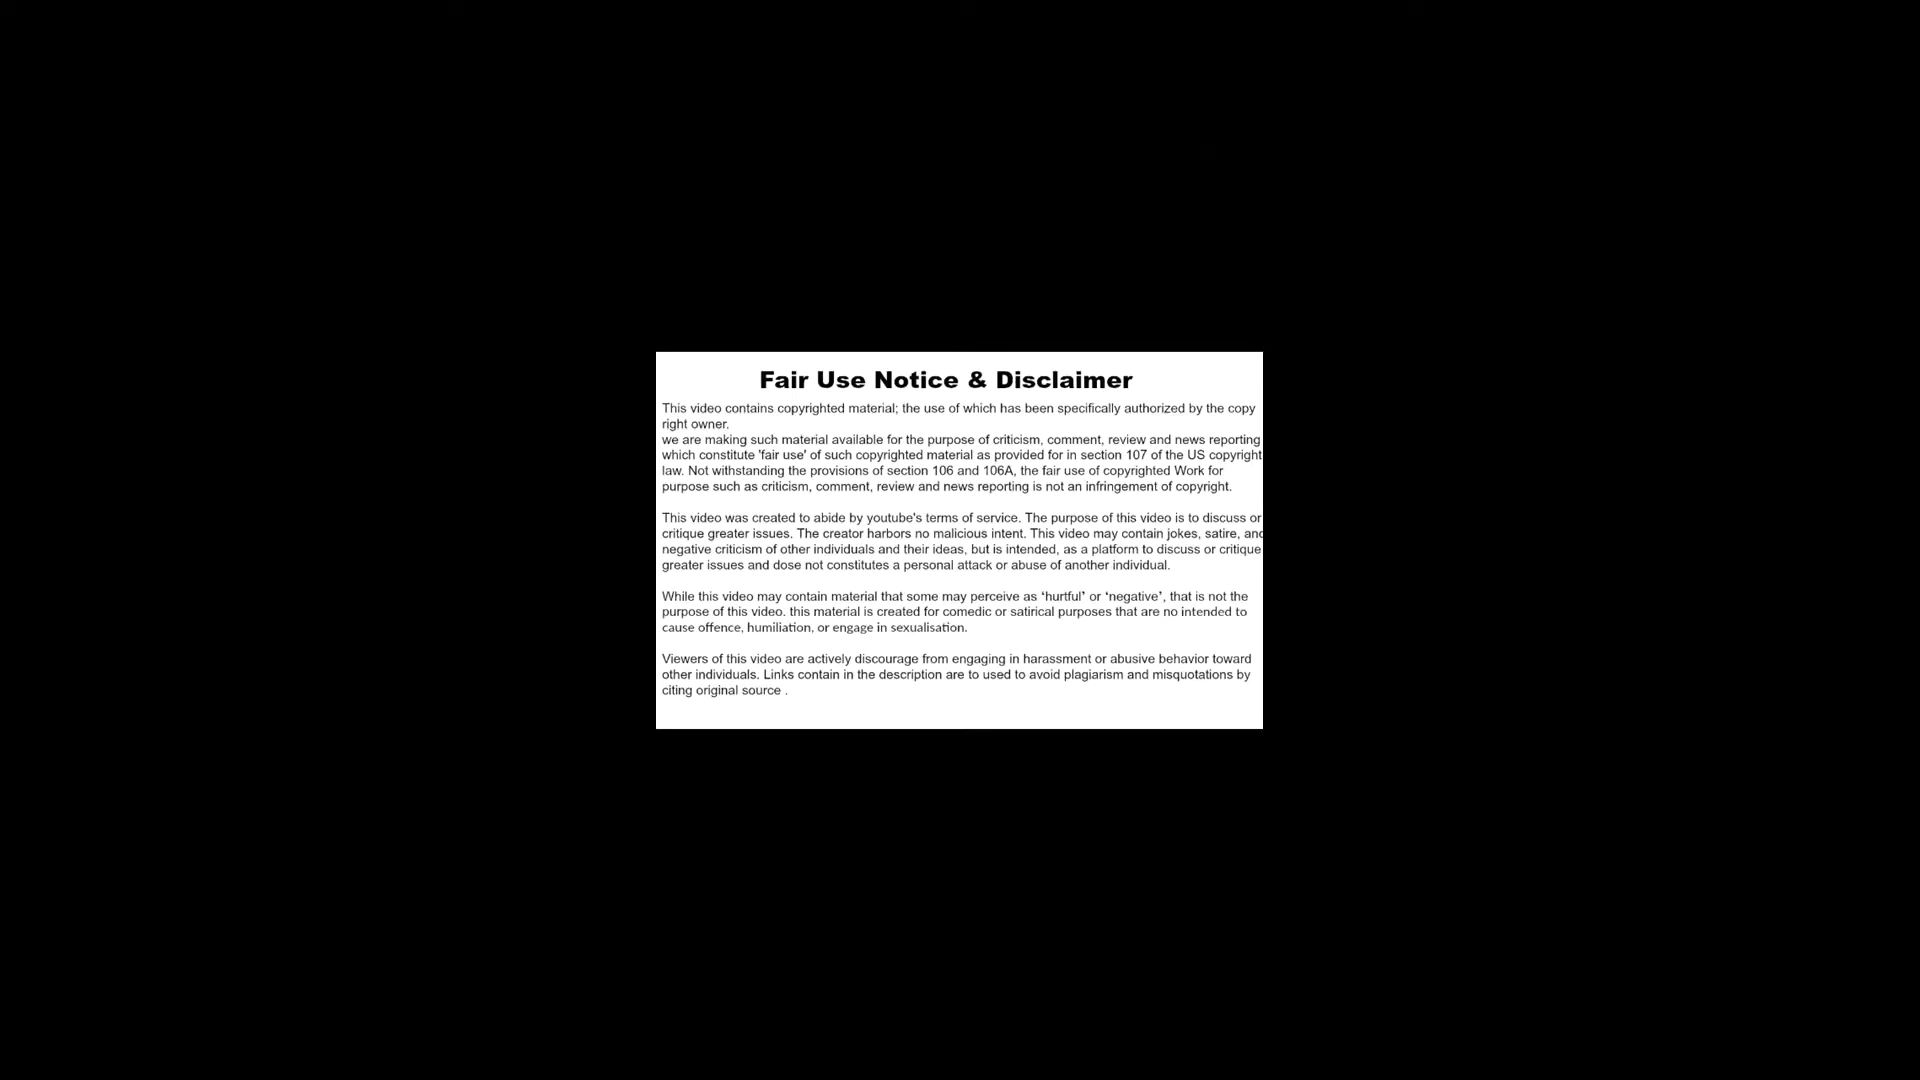 Fair Use Notice & Disclaimer
This video contains copyrighted material; the use of which has been specifically authorized by the copy
right owner.
we are making such material available for the purpose of criticism, comment, review and news reporting
which constitute 'fair use' of such copyrighted material as provided for in section 107 of the US copyright
law. Not withstanding the provisions of section 106 and 106A, the fair use of copyrighted Work for
purpose such as criticism, comment, review and news reporting is not an infringement of copyright.
This video was created to abide by youtube's terms of service. The purpose of this video is to discuss or
critique greater issues. The creator harbors no malicious intent. This video may contain jokes, satire, and
negative criticism of other individuals and their ideas, but is intended, as a platform to discuss or critique
greater issues and dose not constitutes a personal attack or abuse of another individual.
While this video may contain material that some may perceive as ‘hurtful’ or ‘negative’, that is not the
purpose of this video. this material is created for comedic or satirical purposes that are no intended to
cause offence, humiliation, or engage in sexualisation.
Viewers of this video are actively discourage from engaging in harassment or abusive behavior toward
other individuals. Links contain in the description are to used to avoid plagiarism and misquotations by
citing original source .